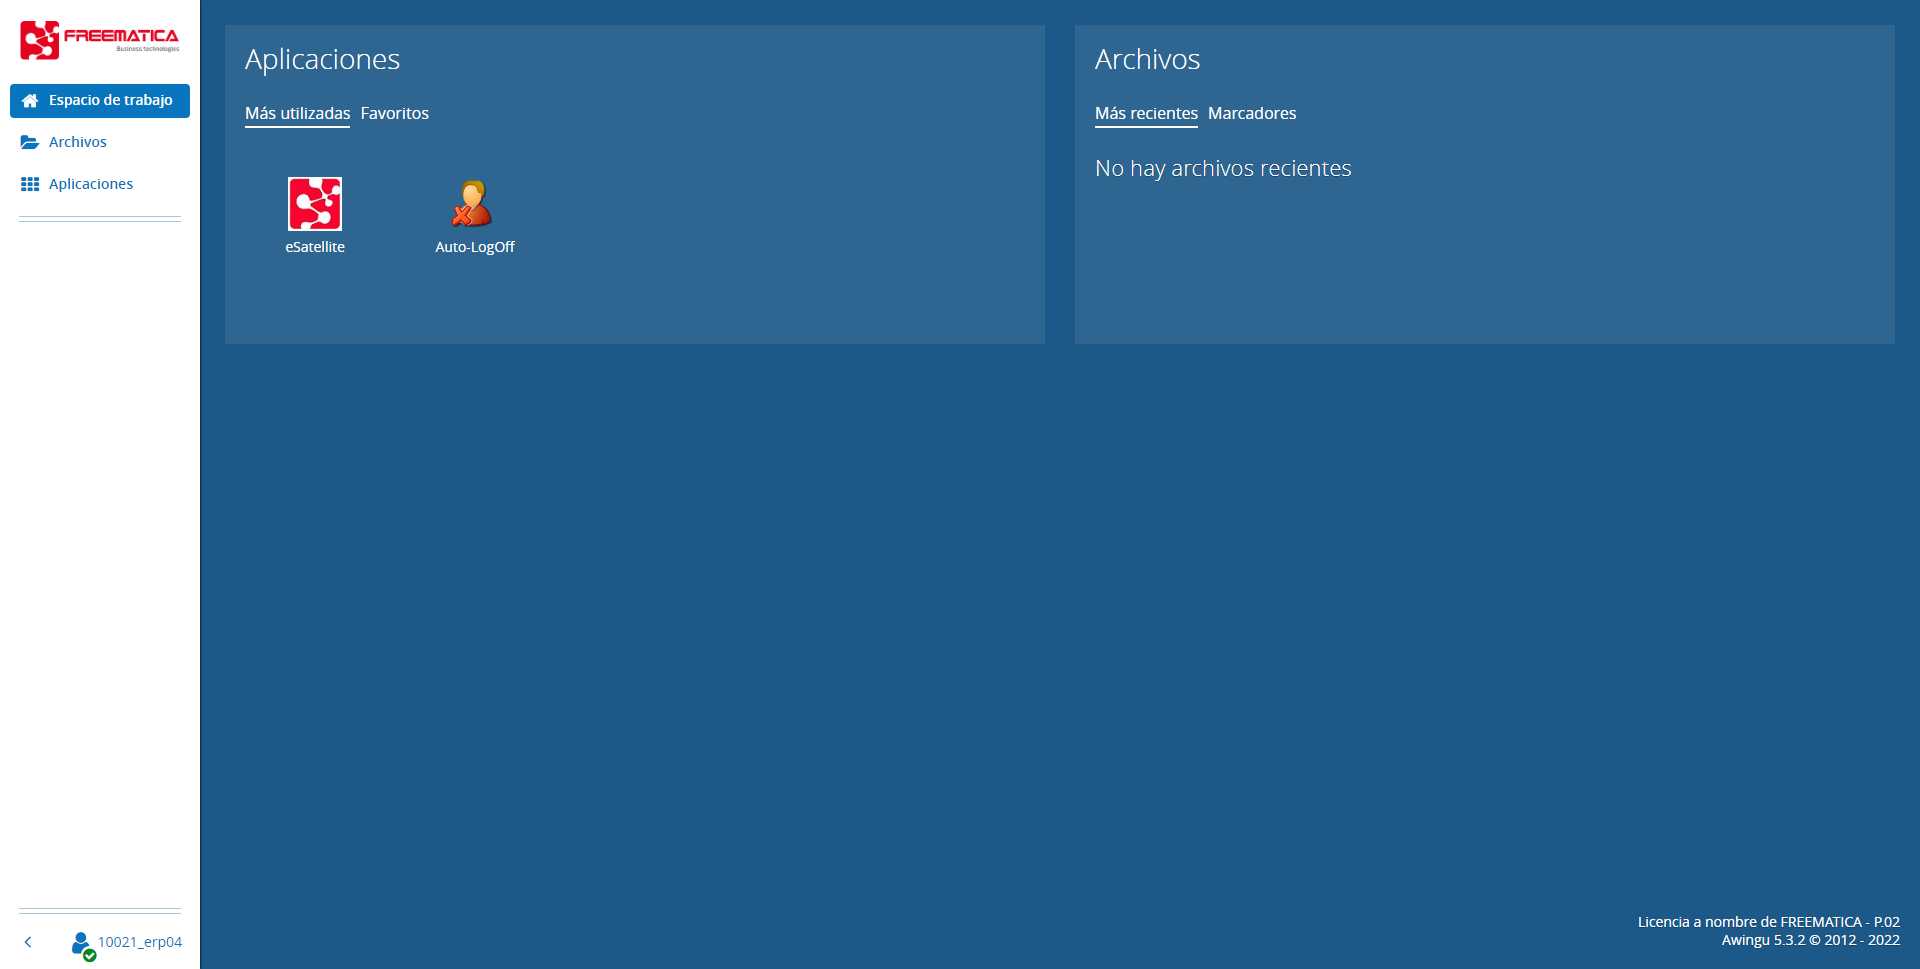 FREEMATICA
Business technologies
Espacio de trabajo
Archivos
Aplicaciones
Aplicaciones
Más utilizadas Favoritos
eSatellite
Auto-LogOff
Archivos
Más recientes Marcadores
No hay archivos recientes
10021_erp04
Licencia a nombre de FREEMATICA - P.02
Awingu 5.3.2 © 2012 - 2022